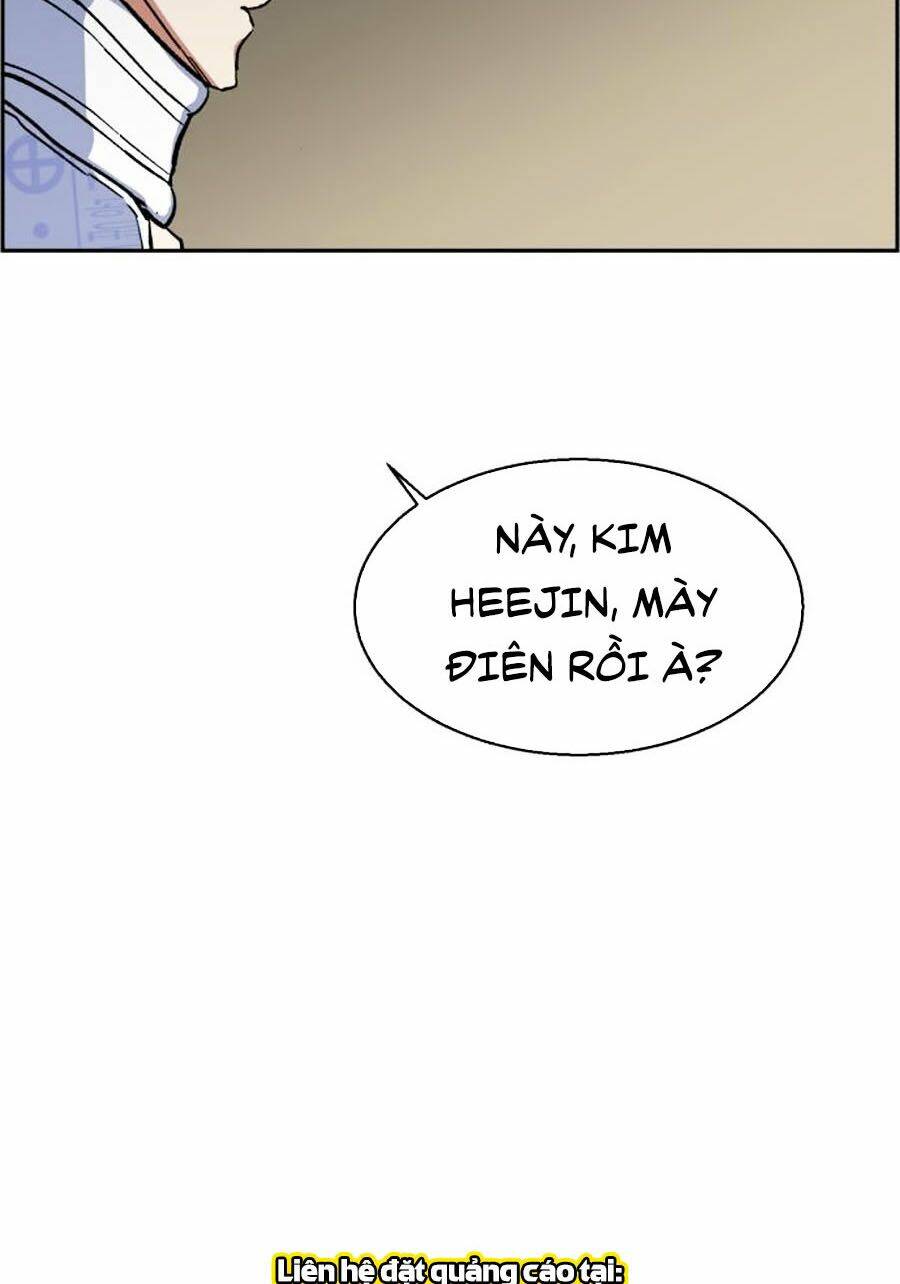 NÀY, KIM
HEEJIN, MÀY
ĐIÊN RỒI À?
Liên hệ đặt quảng cáo tại: